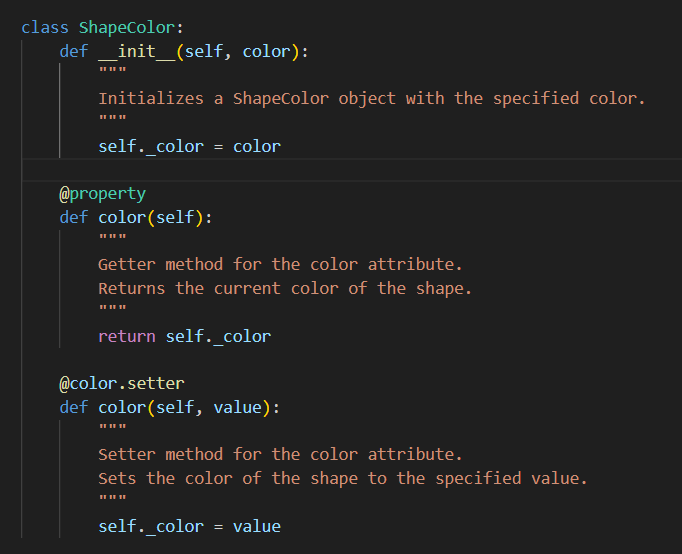 class ShapeColor:
    def __init__(self, color):
        """
        Initializes a ShapeColor object with the specified color.
        """
        self._color = color

    @property
    def color(self):
        """
        Getter method for the color attribute.
        Returns the current color of the shape.
        """
        return self._color

    @color.setter
    def color(self, value):
        """
        Setter method for the color attribute.
        Sets the color of the shape to the specified value.
        """
        self._color = value